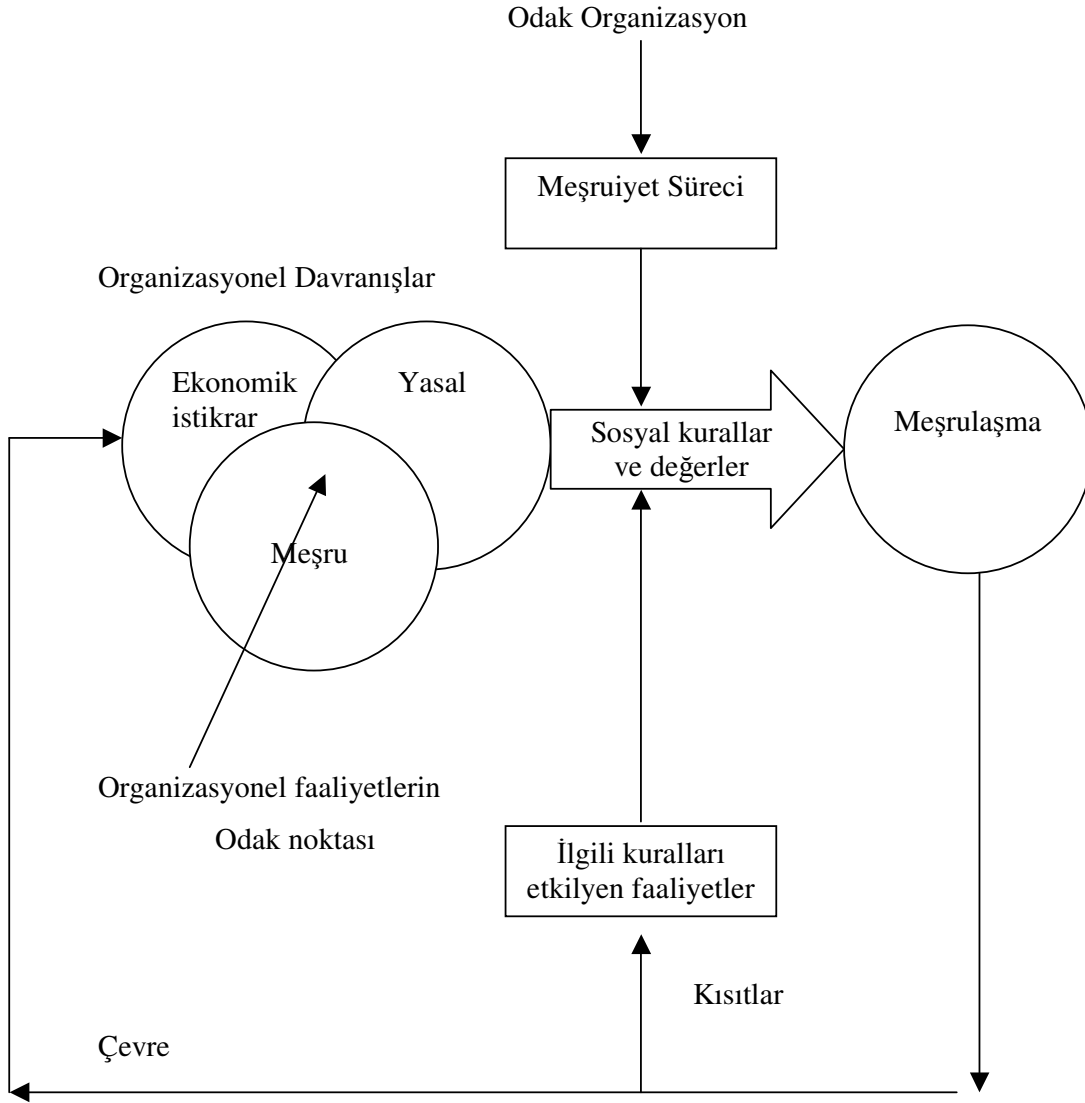 Odak Organizasyon
Meşruiyet Süreci
Organizasyonel Davranışlar
Ekonomik
istikrar
Yasal
Meşru
Sosyal kurallar
ve değerler
Meşrulaşma
Organizasyonel faaliyetlerin
Odak noktası
İlgili kuralları
etkilyen faaliyetler
Kısıtlar
Çevre